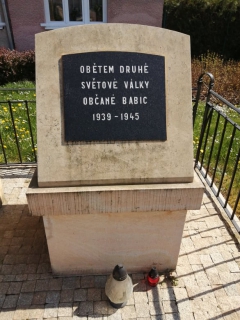 OBĚTEM DRUHÉ
SVĚTOVÉ VÁLKY
OBČANÉ BABIC
1939 - 1945